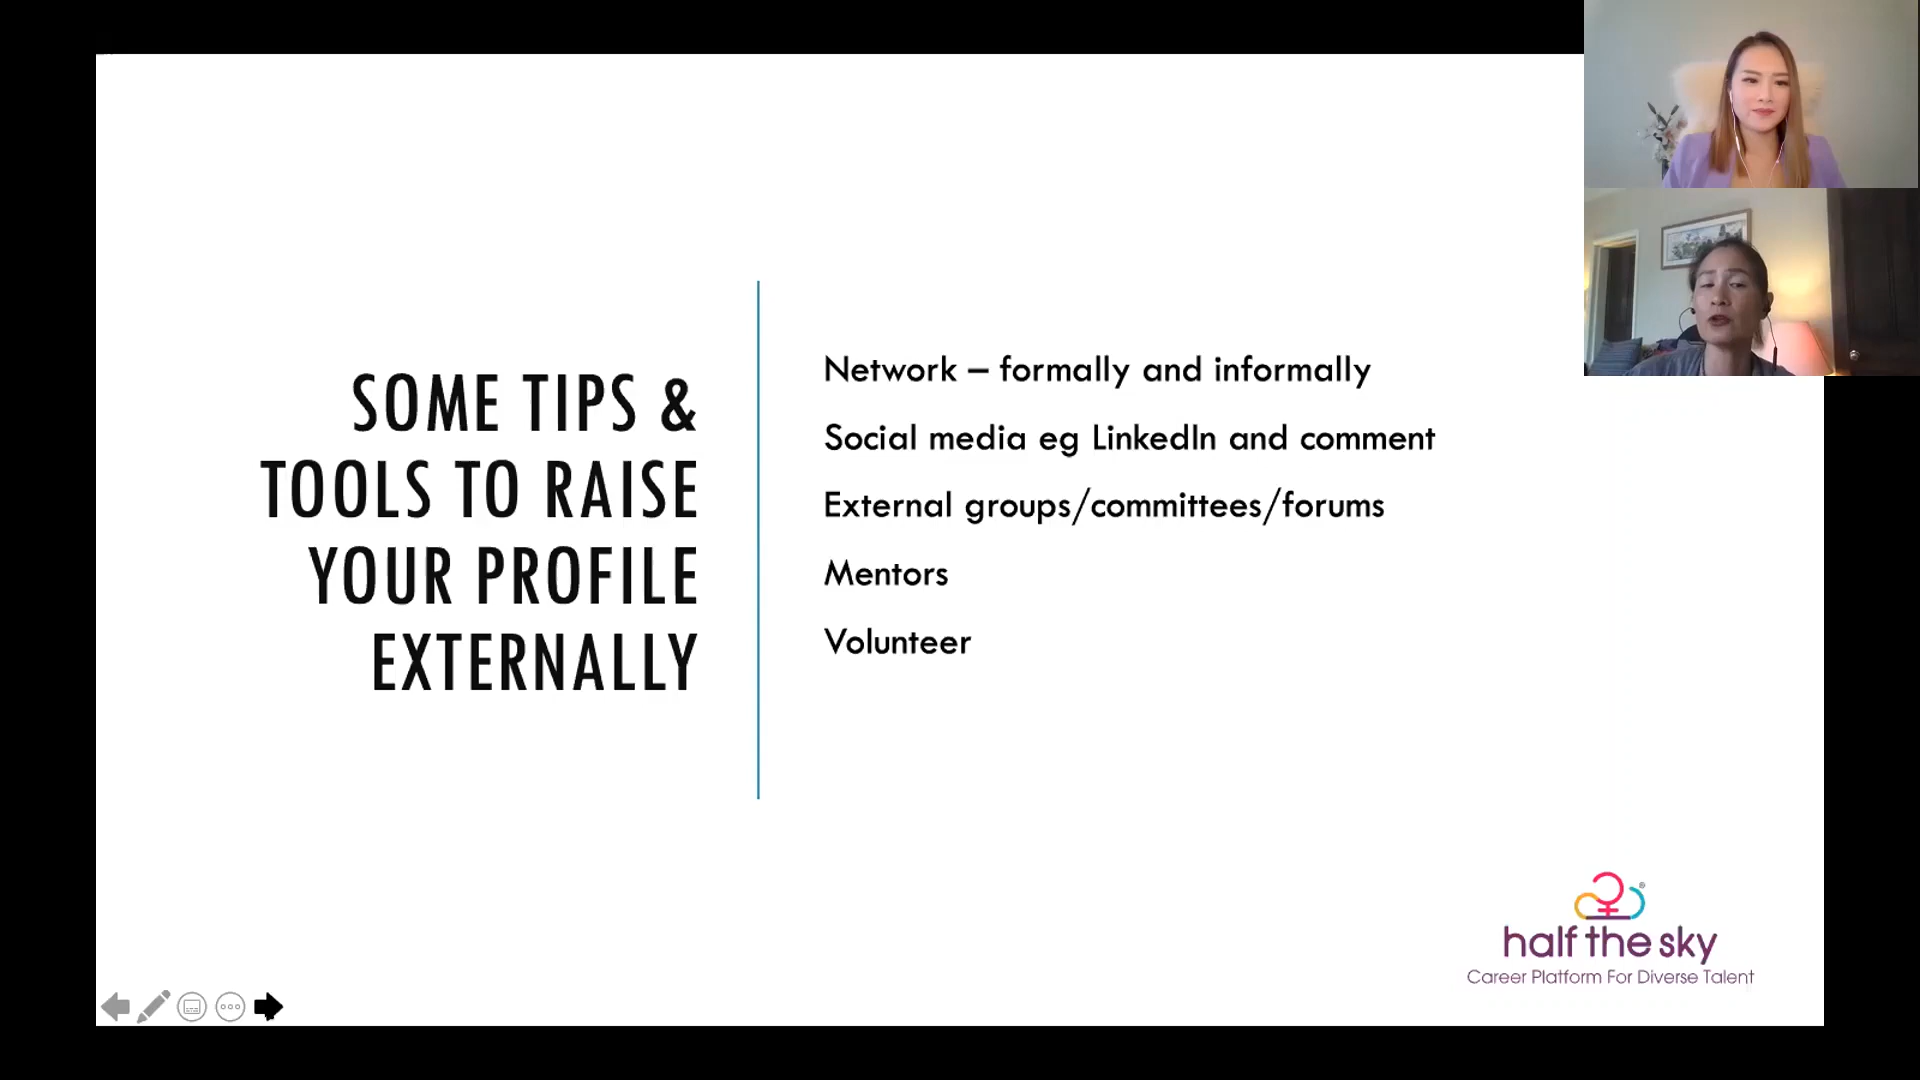 SOME TIPS &
TOOLS TO RAISE
YOUR PROFILE
EXTERNALLY
Network – formally and informally
Social media eg LinkedIn and comment
External groups/committees/forums
Mentors
Volunteer
half the sky®
Career Platform For Diverse Talent